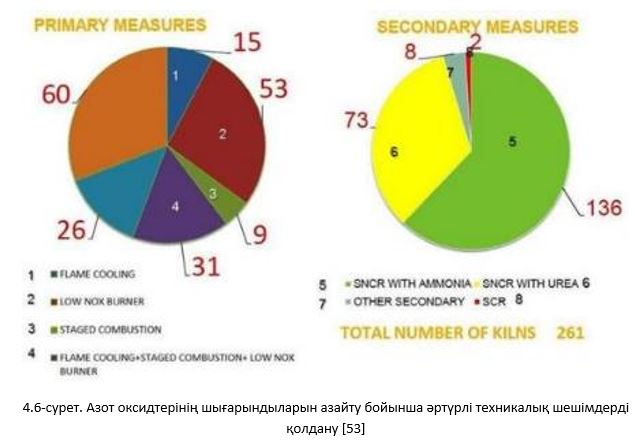 PRIMARY MEASURES
15
53
60
1
2
3
4
26
31
9
1 FLAME COOLING
2 LOW NOX BURNER
3 STAGED COMBUSTION
4 FLAME COOLING+STAGED COMBUSTION+ LOW NOX
BURNER
SECONDARY MEASURES
8
2
73
7
8
5
6
136
5 SNCR WITH AMMONIA SNCR WITH UREA 6
7 OTHER SECONDARY SCR 8
TOTAL NUMBER OF KILNS 261
4.6-сурет. Азот оксидтерінің шығарындыларын азайту бойынша әртүрлі техникалық шешімдерді
қолдану [53]